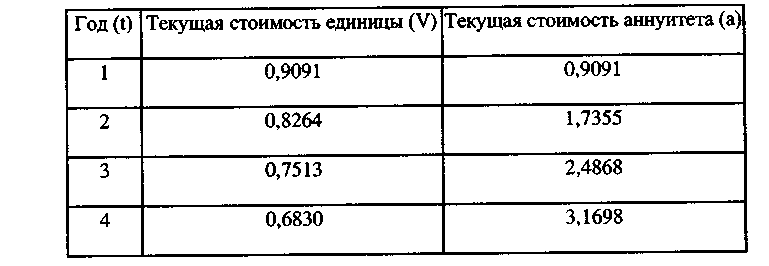 Год (t) Текущая стоимость единицы (V) Текущая стоимость аннуитета (а)
1 0,9091 0,9091
2 0,8264 1,7355
3 0,7513 2,4868
4 0,6830 3,1698